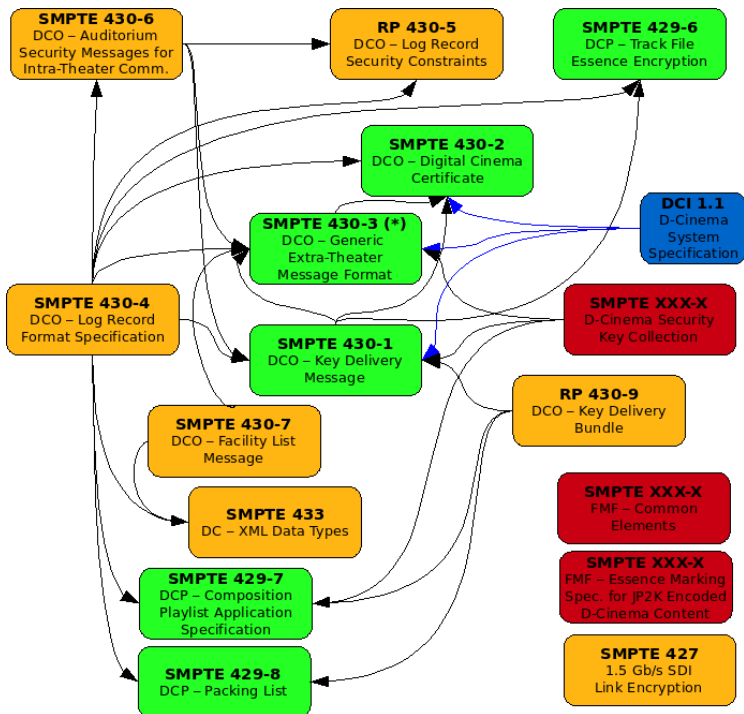 SMPTE 430-6
DCO – Auditorium
Security Messages for
Intra-Theater Comm.
RP 430-5
DCO – Log Record
Security Constraints
SMPTE 429-6
DCP – Track File
Essence Encryption
SMPTE 430-2
DCO – Digital Cinema
Certificate
DCI 1.1
D-Cinema
System
Specification
SMPTE 430-3 (*)
DCO – Generic
Extra-Theater
Message Format
SMPTE 430-4
DCO – Log Record
Format Specification
SMPTE XXX-X
D-Cinema Security
Key Collection
SMPTE 430-1
DCO – Key Delivery
Message
RP 430-9
DCO – Key Delivery
Bundle
SMPTE 430-7
DCO – Facility List
Message
SMPTE XXX-X
FMF – Common
Elements
SMPTE 433
DC – XML Data Types
SMPTE XXX-X
FMF – Essence Marking
Spec. for JP2K Encoded
D-Cinema Content
SMPTE 429-7
DCP – Composition
Playlist Application
Specification
SMPTE 427
1.5 Gb/s SDI
Link Encryption
SMPTE 429-8
DCP – Packing List